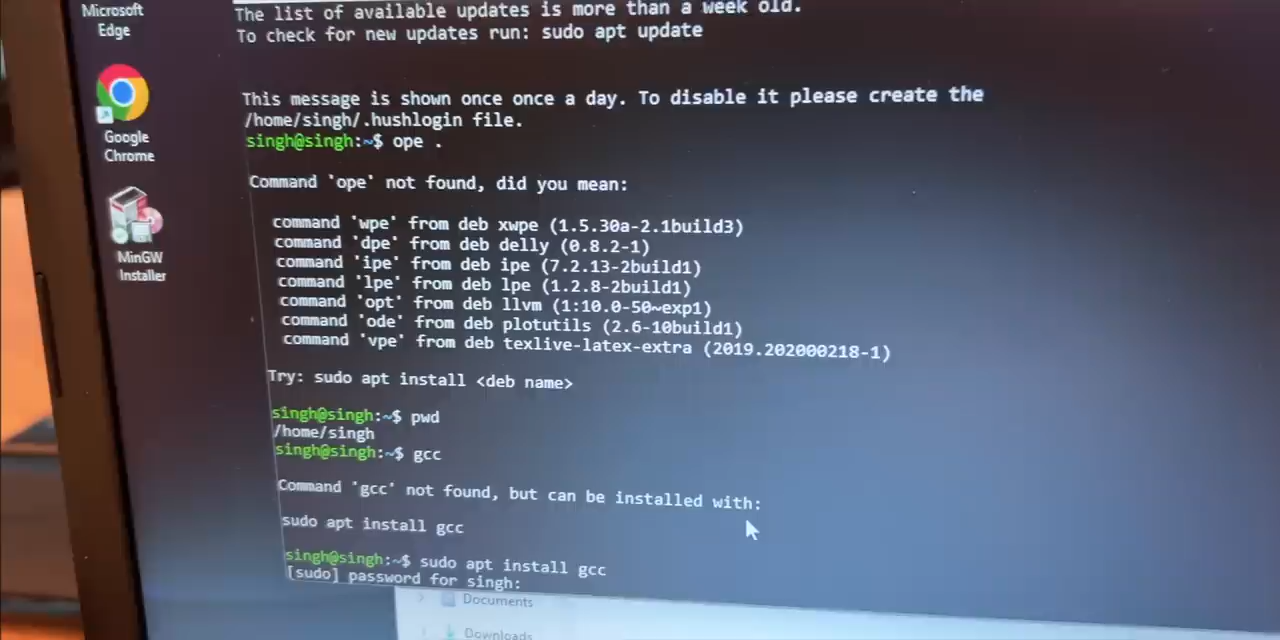 Microsoft
Edge
The list of available updates is more than a week old.
To check for new updates run: sudo apt update
This message is shown once once a day. To disable it please create the
/home/singh/.hushlogin file.
Google
Chrome
singh@singh:~$ ope .
Command 'ope' not found, did you mean:
command 'wpe' from deb xwpe (1.5.30a-2.1build3)
command 'dpe' from deb delly (0.8.2-1)
command 'ipe' from deb ipe (7.2.13-2build1)
command 'lpe' from deb lpe (1.2.8-2build1)
command 'opt' from deb llvm (1:10.0-50~exp1)
command 'ode' from deb plotutils (2.6-10build1)
command 'vpe' from deb texlive-latex-extra (2019.202000218-1)
MinGW
Installer
Try: sudo apt install <deb name>
singh@singh:~$ pwd
/home/singh
singh@singh:~$ gcc
Command 'gcc' not found, but can be installed with:
sudo apt install gcc
singh@singh:~$ sudo apt install gcc
[sudo] password for singh:
Documents
Downloads